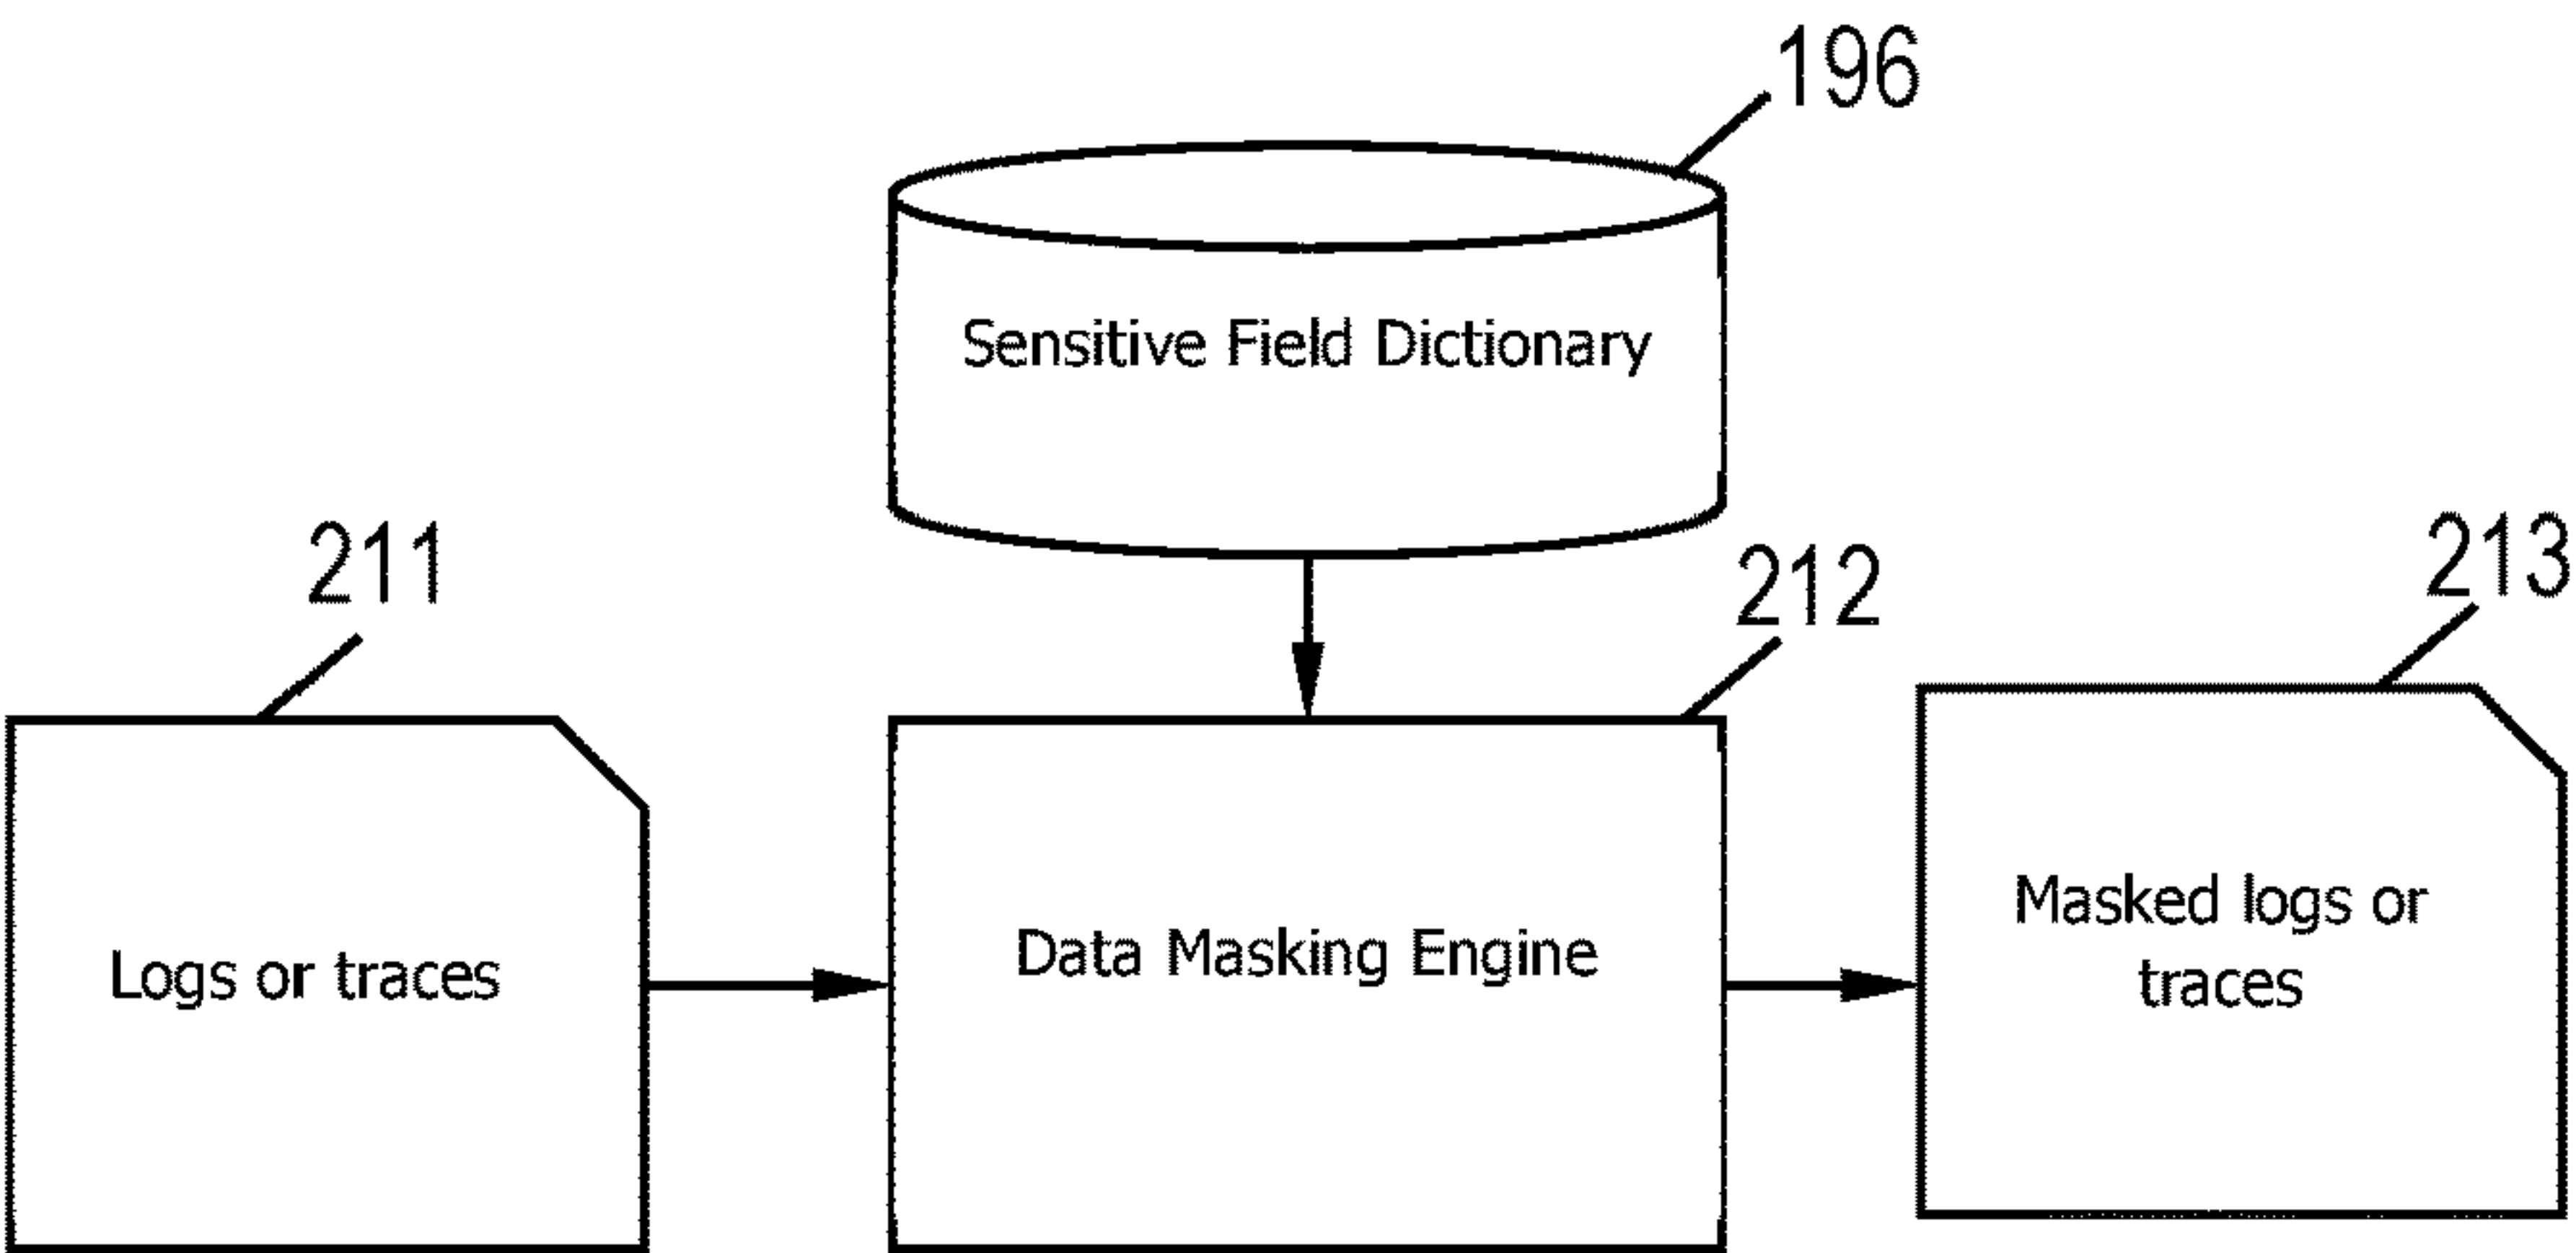 196
Sensitive Field Dictionary
211
212
213
Logs or traces
Data Masking Engine
Masked logs or
traces